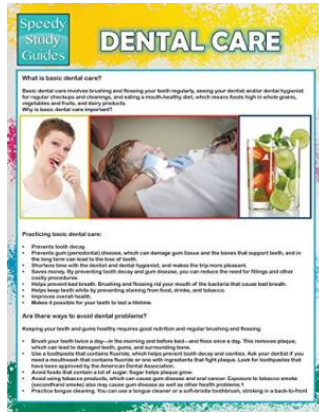 Speedy
Study
Guides
DENTAL CARE
What is basic dental care?
Basic dental care involves brushing and flossing your teeth regularly, seeing your dentist and/or dental hygienist
for regular checkups and cleanings, and eating a mouth-healthy diet, which means foods high in whole grains,
vegetables and fruits, and dairy products.
Why is basic dental care important?
Practicing basic dental care:
• Prevents tooth decay.
• Prevents gum (periodontal) disease, which can damage gum tissue and the bones that support teeth, and in
the long term can lead to the loss of teeth.
• Shortens time with the dentist and dental hygienist, and makes the trip more pleasant.
• Saves money. By preventing tooth decay and gum disease, you can reduce the need for fillings and other
costly procedures.
• Helps prevent bad breath. Brushing and flossing rid your mouth of the bacteria that cause bad breath.
• Helps keep teeth white by preventing staining from food, drinks, and tobacco.
• Improves overall health.
• Makes it possible for your teeth to last a lifetime.
Are there ways to avoid dental problems?
Keeping your teeth and gums healthy requires good nutrition and regular brushing and flossing.
• Brush your teeth twice a day—in the morning and before bed—and floss once a day. This removes plaque,
which can lead to damaged teeth, gums, and surrounding bone.
• Use a toothpaste that contains fluoride, which helps prevent tooth decay and cavities. Ask your dentist if you
need a mouthwash that contains fluoride or one with ingredients that fight plaque. Look for toothpastes that
have been approved by the American Dental Association.
• Avoid foods that contain a lot of sugar. Sugar helps plaque grow.
• Avoid using tobacco products, which can cause gum disease and oral cancer. Exposure to tobacco smoke
(secondhand smoke) also may cause gum disease as well as other health problems.
• Practice tongue cleaning. You can use a tongue cleaner or a soft-bristle toothbrush, stroking in a back-to-front